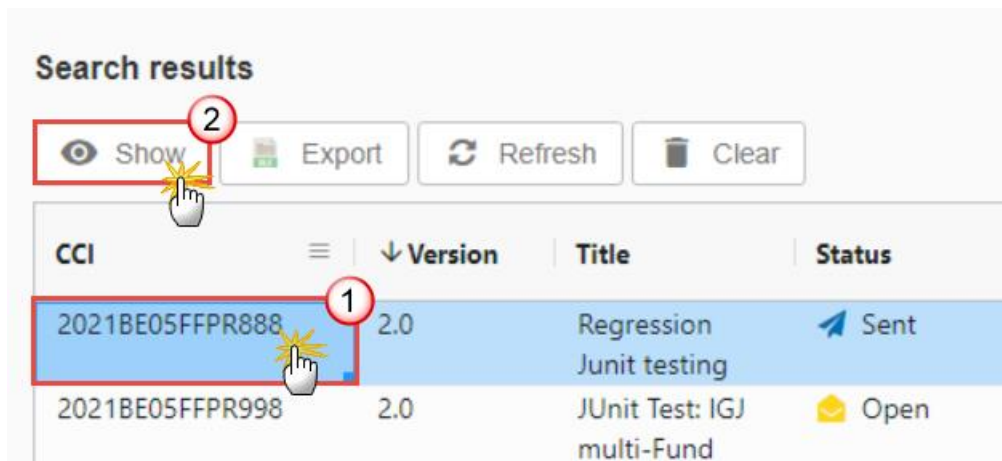 Search results
2
Show Export Refresh Clear
CCI Version Title Status
1
2021BE05FFPR888 2.0 Regression Sent
Junit testing
2021BE05FFPR998 2.0 JUnit Test: IGJ Open
multi-Fund